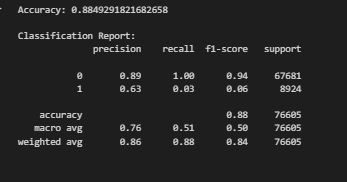 Accuracy: 0.8849291821682658
Classification Report:
precision recall f1-score support
0 0.89 1.00 0.94 67681
1 0.63 0.03 0.06 8924
accuracy 0.88 76605
macro avg 0.76 0.51 0.50 76605
weighted avg 0.86 0.88 0.84 76605